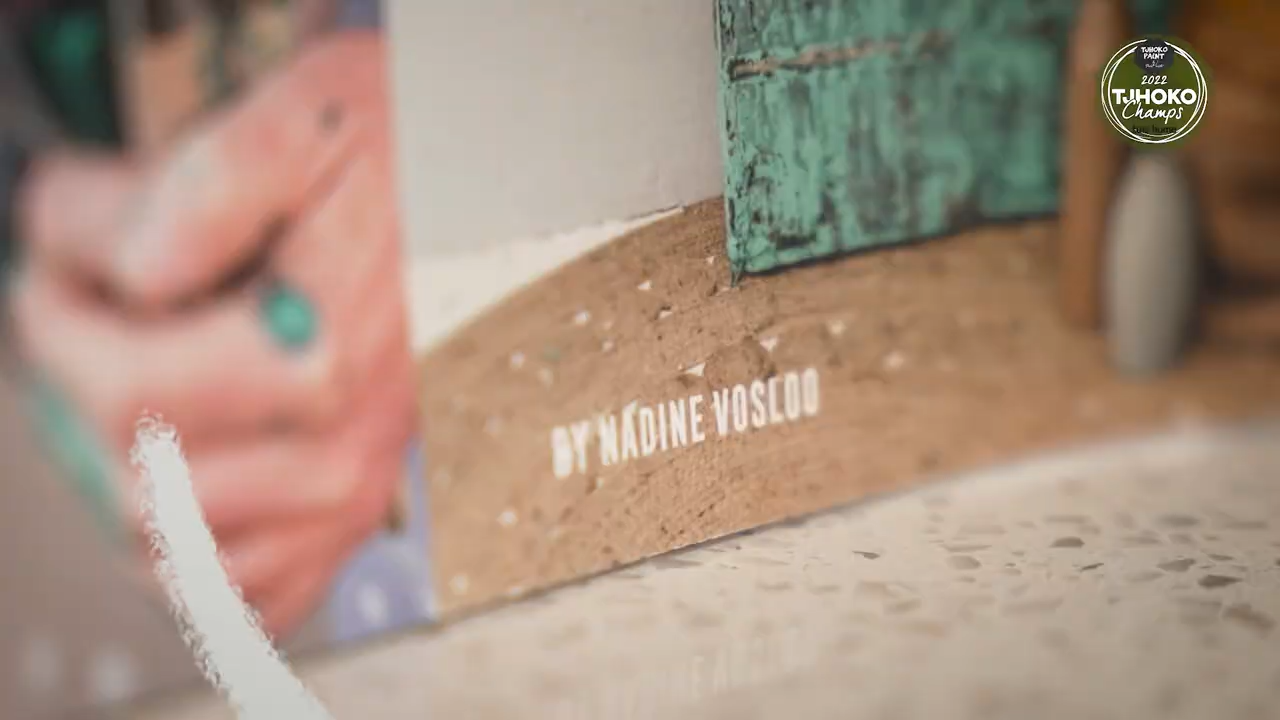 TJHOKO
PAINT
2022
TJHOKO
Champs
BY NADINE VOSLOO